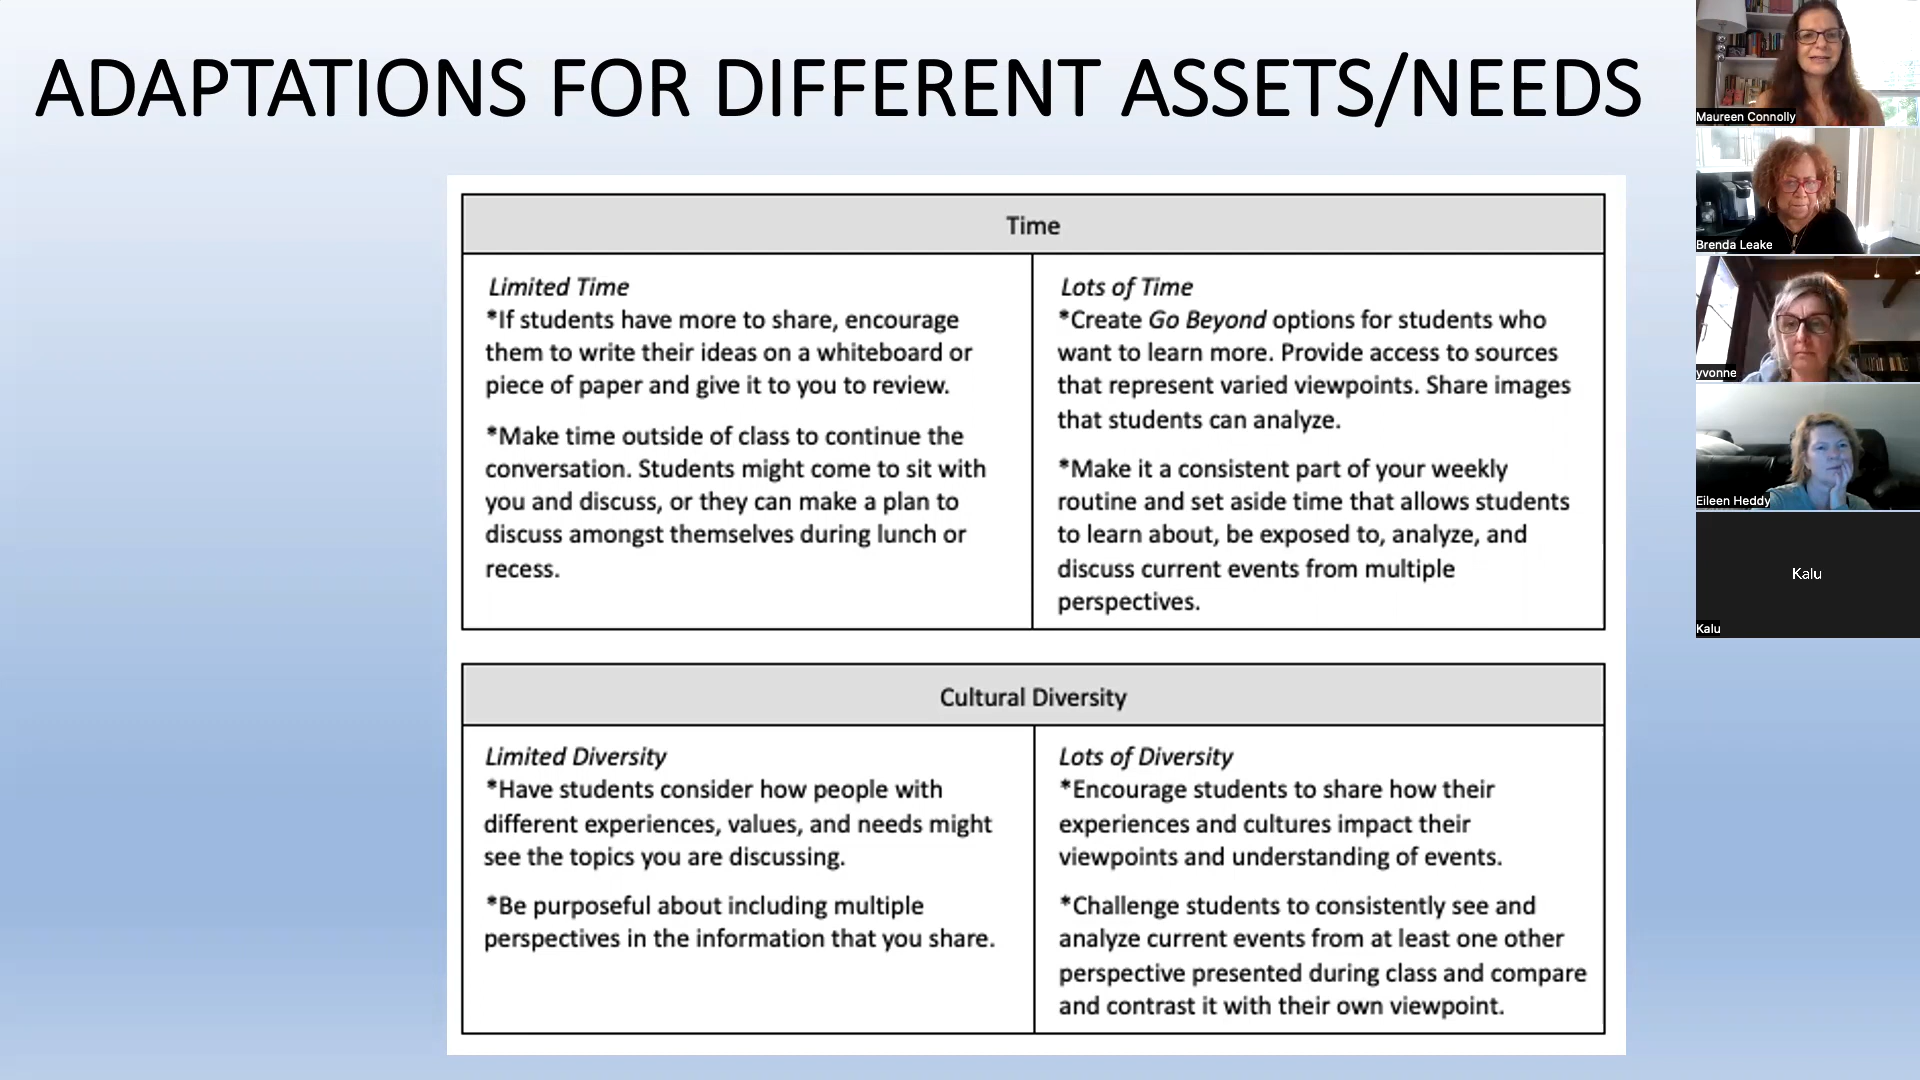 ADAPTATIONS FOR DIFFERENT ASSETS/NEEDS
Time
Limited Time
*If students have more to share, encourage
them to write their ideas on a whiteboard or
piece of paper and give it to you to review.
*Make time outside of class to continue the
conversation. Students might come to sit with
you and discuss, or they can make a plan to
discuss amongst themselves during lunch or
recess.
Lots of Time
*Create Go Beyond options for students who
want to learn more. Provide access to sources
that represent varied viewpoints. Share images
that students can analyze.
*Make it a consistent part of your weekly
routine and set aside time that allows students
to learn about, be exposed to, analyze, and
discuss current events from multiple
perspectives.
Cultural Diversity
Limited Diversity
*Have students consider how people with
different experiences, values, and needs might
see the topics you are discussing.
*Be purposeful about including multiple
perspectives in the information that you share.
Lots of Diversity
*Encourage students to share how their
experiences and cultures impact their
viewpoints and understanding of events.
*Challenge students to consistently see and
analyze current events from at least one other
perspective presented during class and compare
and contrast it with their own viewpoint.
Maureen Connolly
Brenda Leake
yvonne
Eileen Heddy
Kalu
Kalu